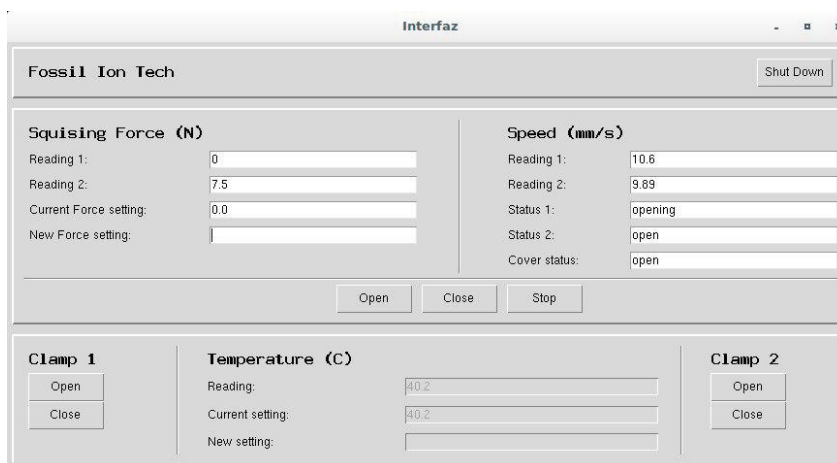 Interfaz
Fossil Ion Tech
Shut Down
Squising Force (N)
Reading 1: 0
Reading 2: 7.5
Current Force setting: 0.0
New Force setting:
Speed (mm/s)
Reading 1: 10.6
Reading 2: 9.89
Status 1: opening
Status 2: open
Cover status: open
Open Close Stop
Clamp 1
Open
Close
Temperature (C)
Reading: 40.2
Current setting: 40.2
New setting:
Clamp 2
Open
Close